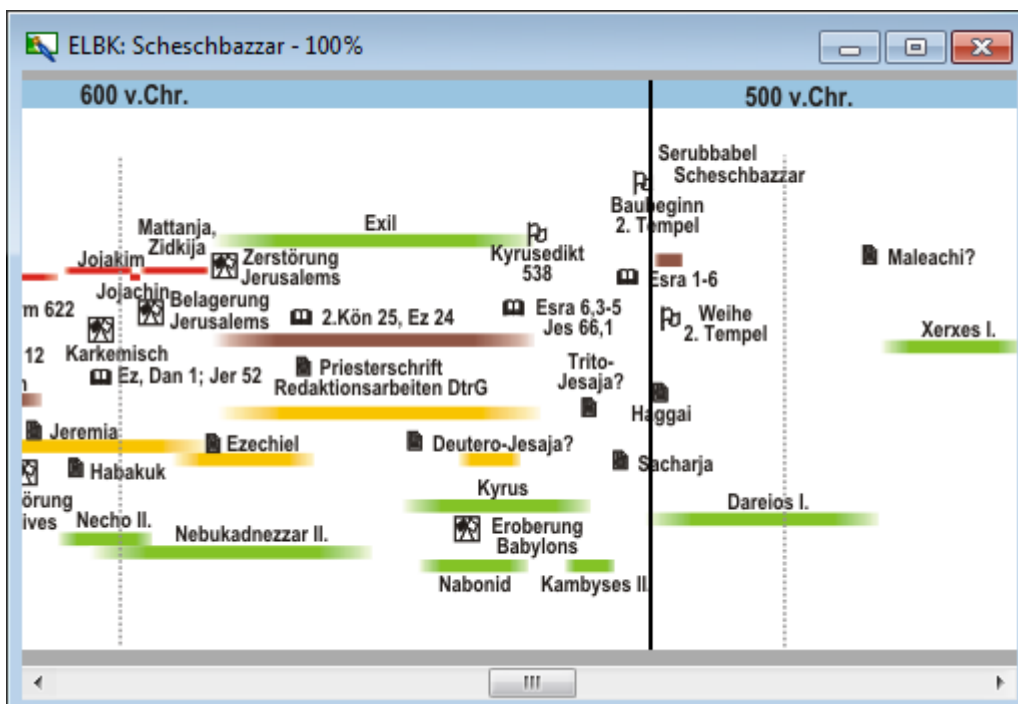 ELBK: Scheschbazzar - 100%
600 v.Chr.
500 v.Chr.
Serubbabel
Scheschbazzar
Baubeginn
2. Tempel
Mattanja,
Zidkija
Exil
Kyrusedikt
538
Jojakim
Zerstörung
Jerusalems
Maleachi?
Esra 1-6
Jojachin
Belagerung
Jerusalems
m 622
2.Kön 25, Ez 24
Esra 6,3-5
Jes 66,1
Weihe
2. Tempel
Xerxes I.
12
Karkemisch
Ez, Dan 1; Jer 52
Priesterschrift
Redaktionsarbeiten DtrG
Trito-
Jesaja?
Haggai
Jeremia
Ezechiel
Deutero-Jesaja?
Habakuk
Sacharja
örung
ives
Necho II.
Nebukadnezzar II.
Kyrus
Dareios I.
Eroberung
Babylons
Nabonid
Kambyses II.